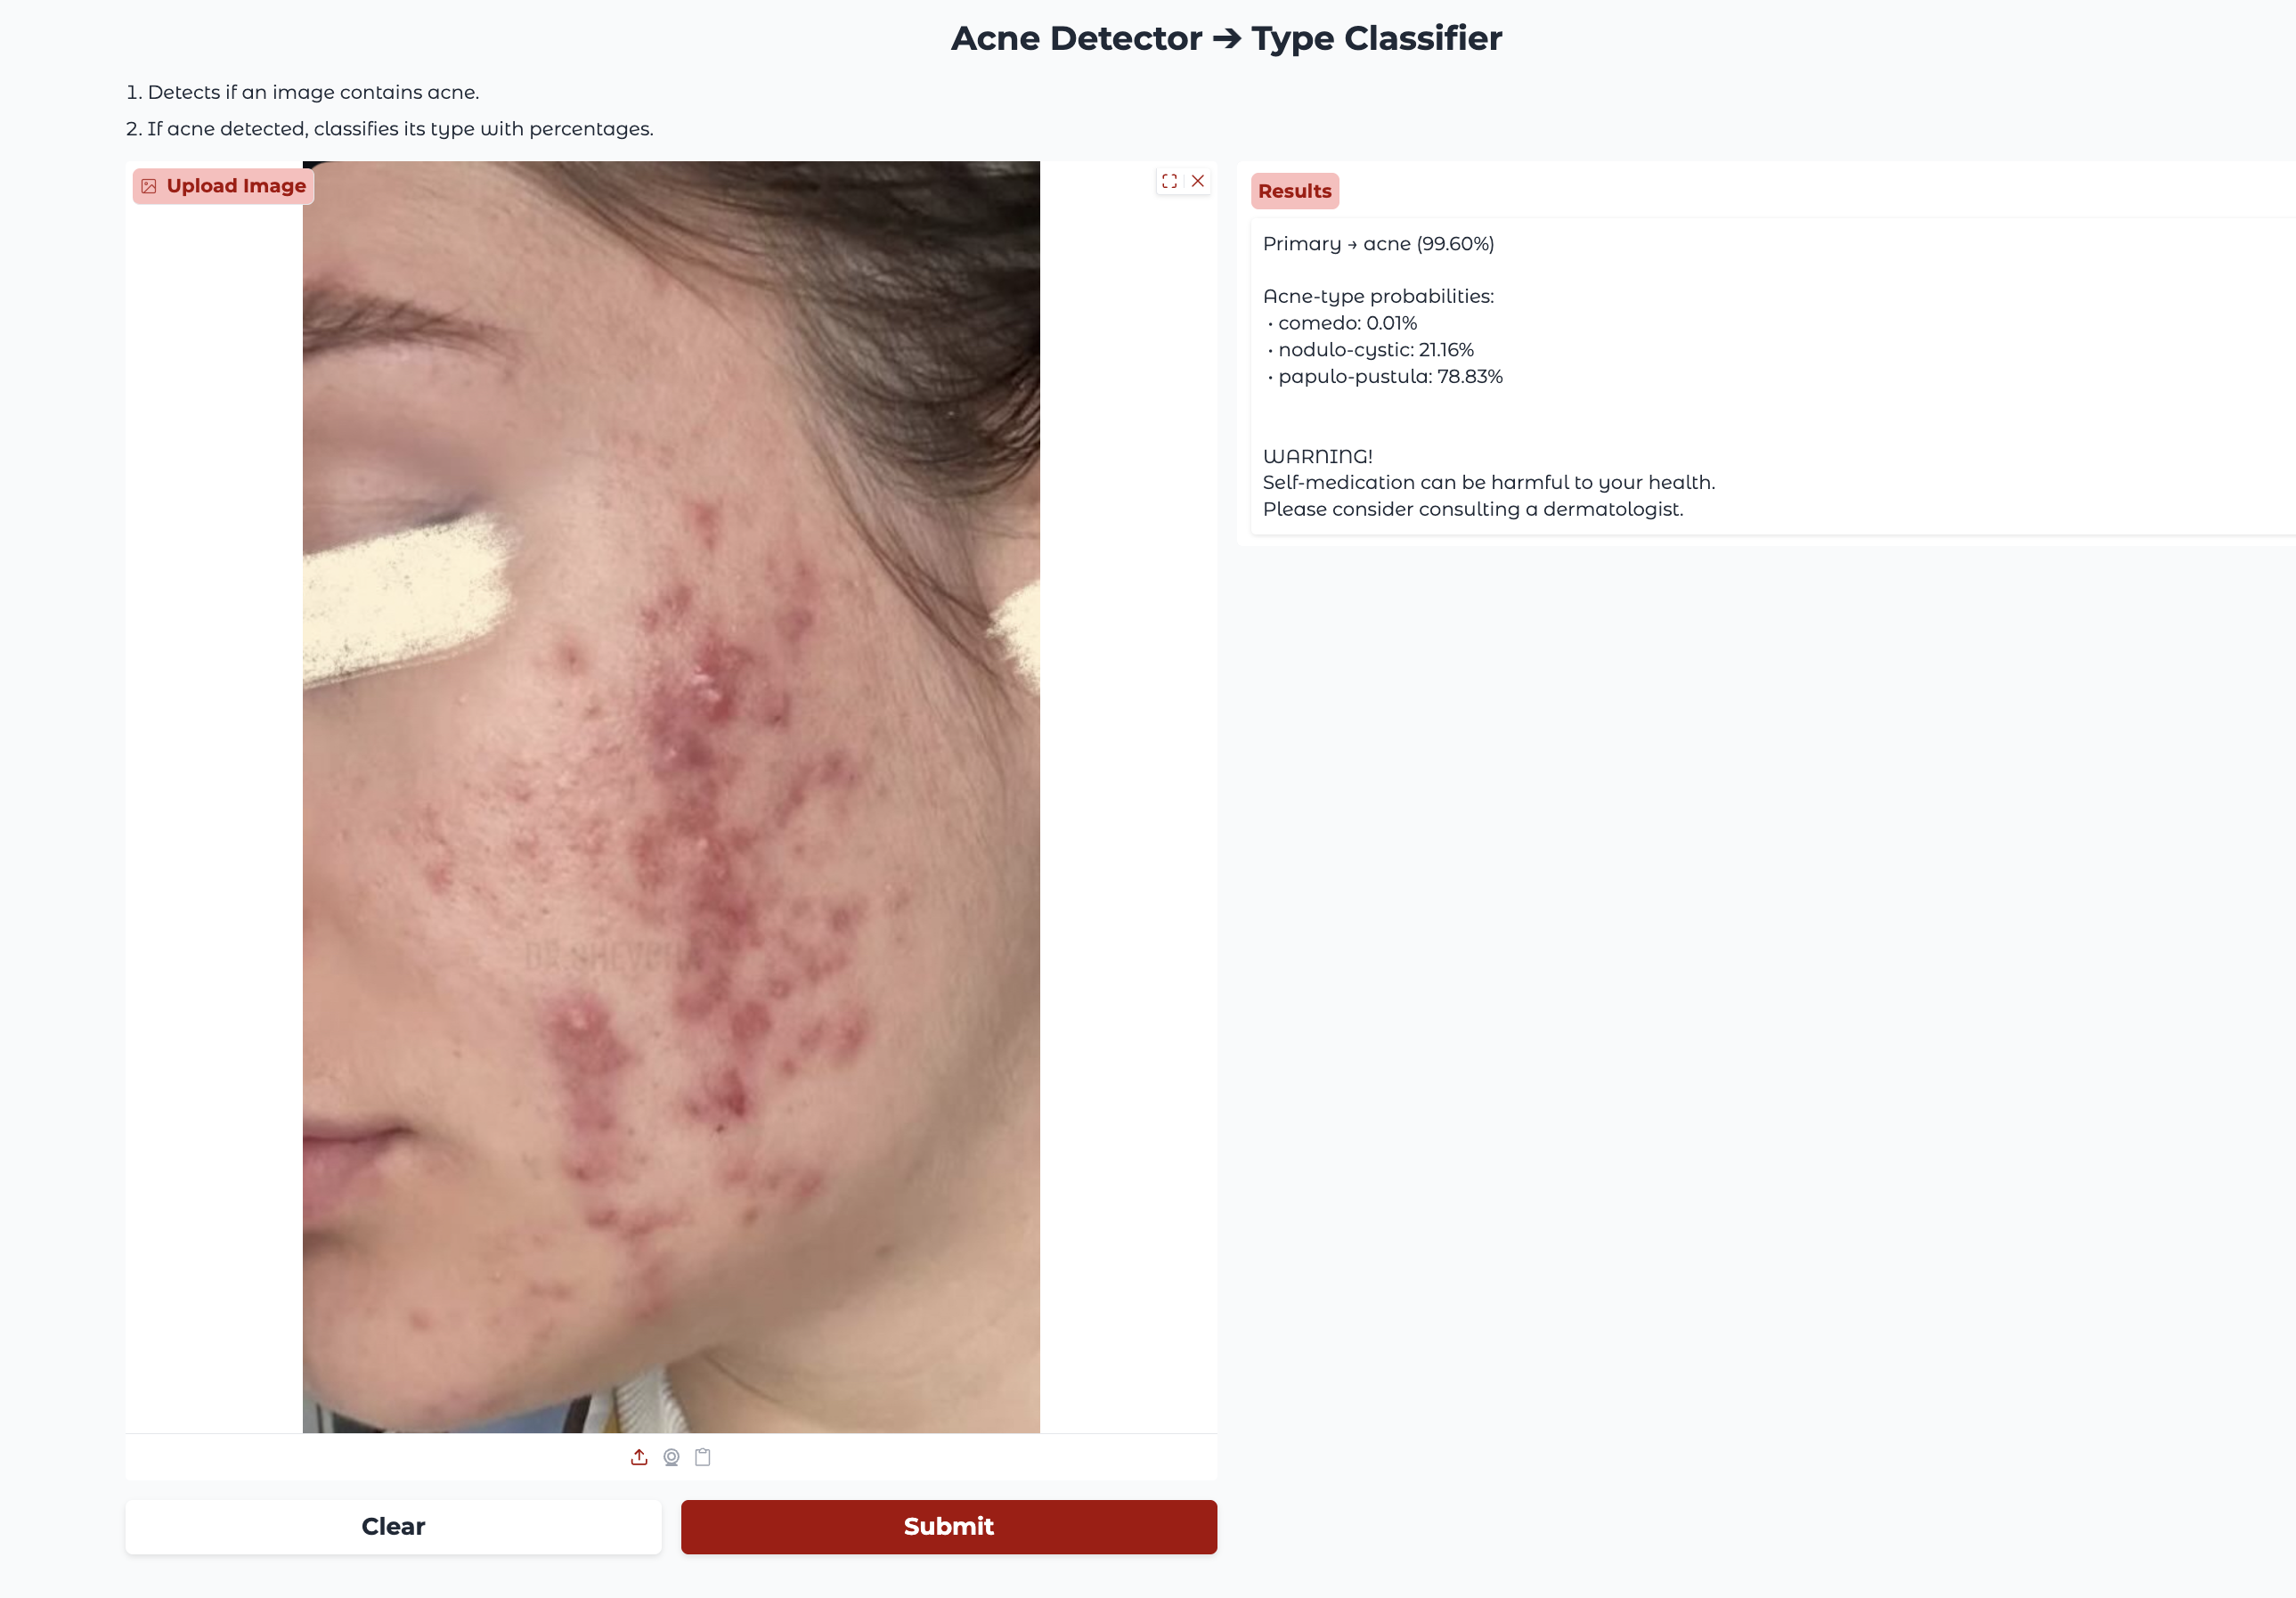 Acne Detector → Type Classifier
1. Detects if an image contains acne.
2. If acne detected, classifies its type with percentages.
Upload Image
Results
Primary → acne (99.60%)
Acne-type probabilities:
• comedo: 0.01%
• nodulo-cystic: 21.16%
• papulo-pustula: 78.83%
WARNING!
Self-medication can be harmful to your health.
Please consider consulting a dermatologist.
DR.
Clear
Submit